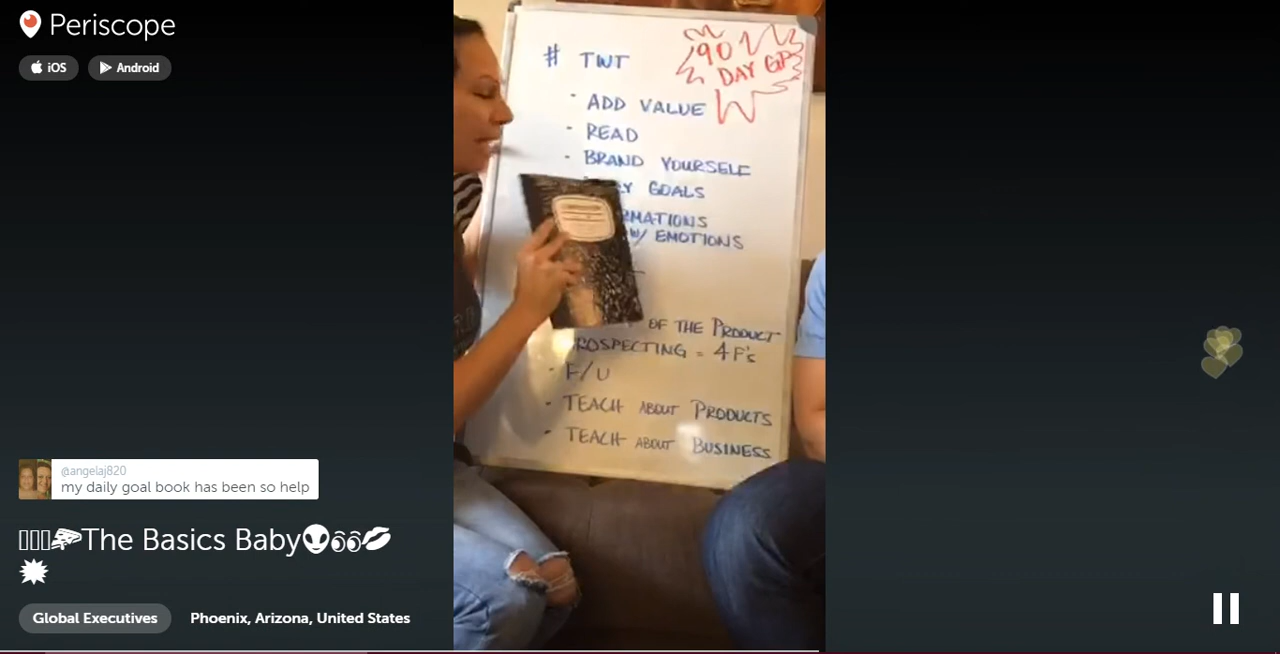 Periscope
iOS
Android
# TWT
90
DAY GP
- ADD VALUE
- READ
- BRAND YOURSELF
GOALS
W/ EMOTIONS
OF THE PRODUCT
= 4 F's
- F/U
- TEACH ABOUT PRODUCTS
- TEACH ABOUT BUSINESS
@angelaj820
my daily goal book has been so help
The Basics Baby
Global Executives
Phoenix, Arizona, United States